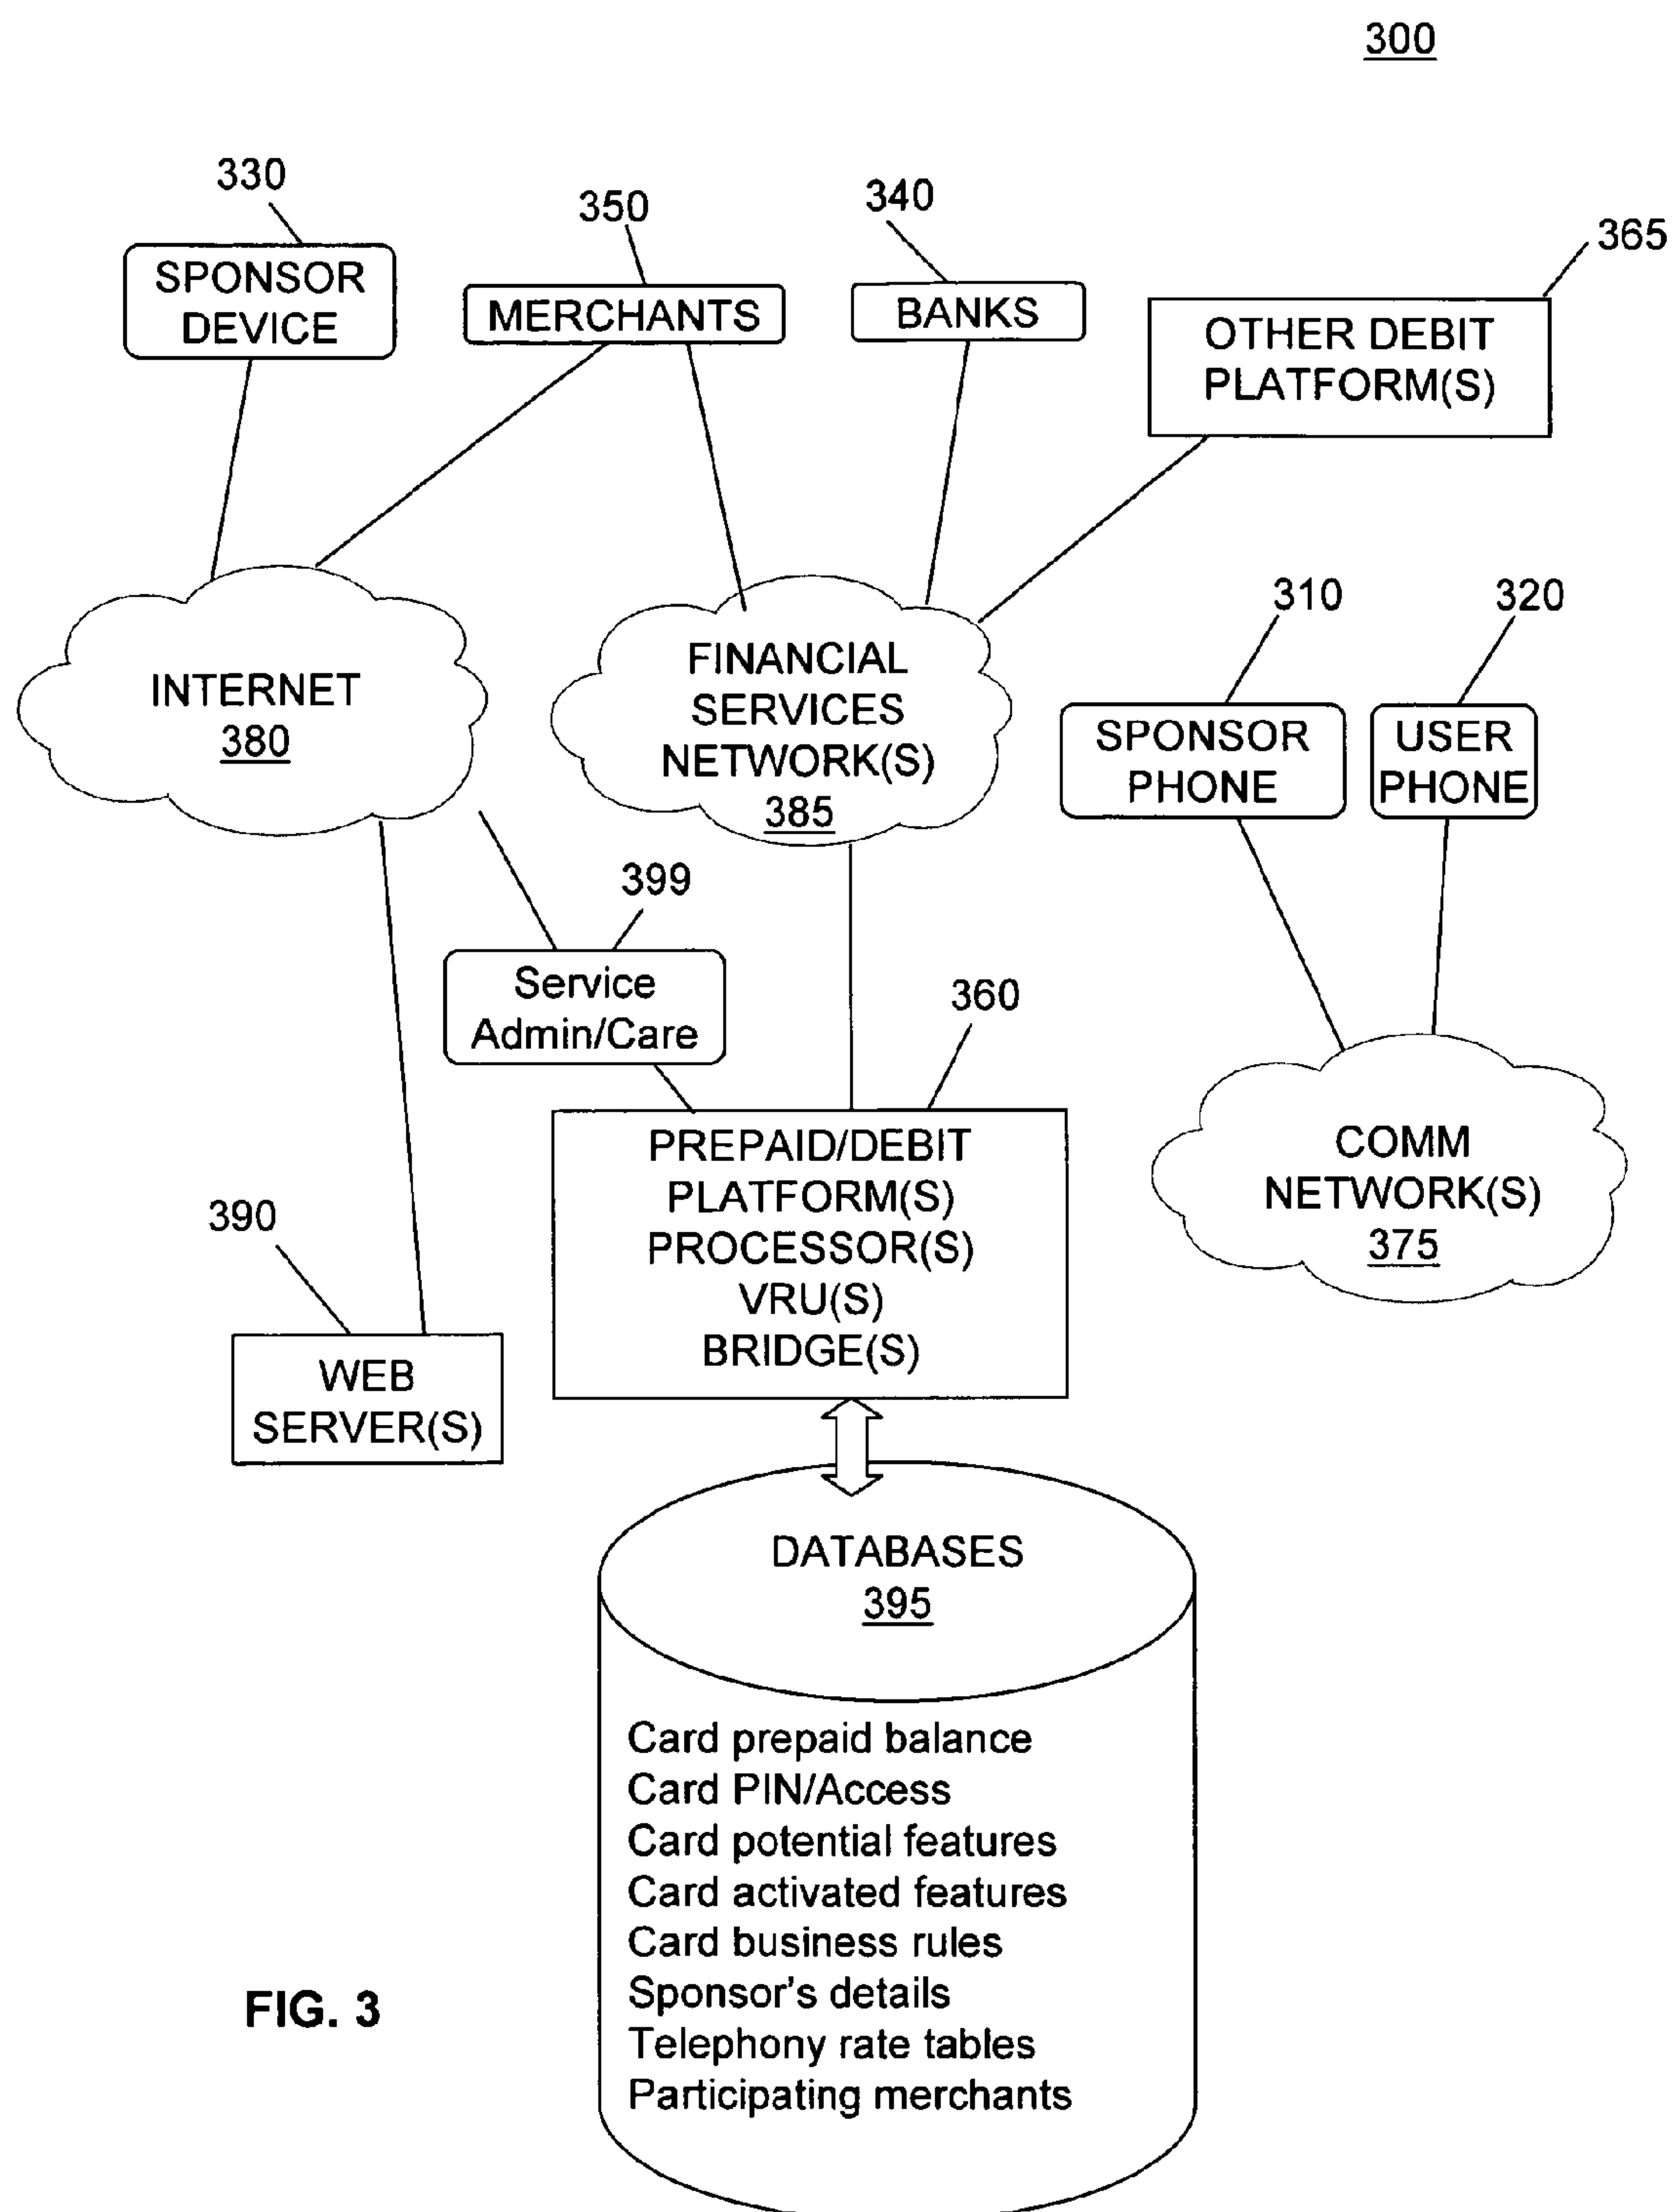 300
330
350
340
365
SPONSOR
DEVICE
MERCHANTS
BANKS
OTHER DEBIT
PLATFORM(S)
310
320
INTERNET
380
FINANCIAL
SERVICES
NETWORK(S)
385
SPONSOR
PHONE
USER
PHONE
399
Service
Admin/Care
360
COMM
NETWORK(S)
375
PREPAID/DEBIT
PLATFORM(S)
PROCESSOR(S)
VRU(S)
BRIDGE(S)
390
WEB
SERVER(S)
DATABASES
395
Card prepaid balance
Card PIN/Access
Card potential features
Card activated features
Card business rules
Sponsor's details
Telephony rate tables
Participating merchants
FIG. 3